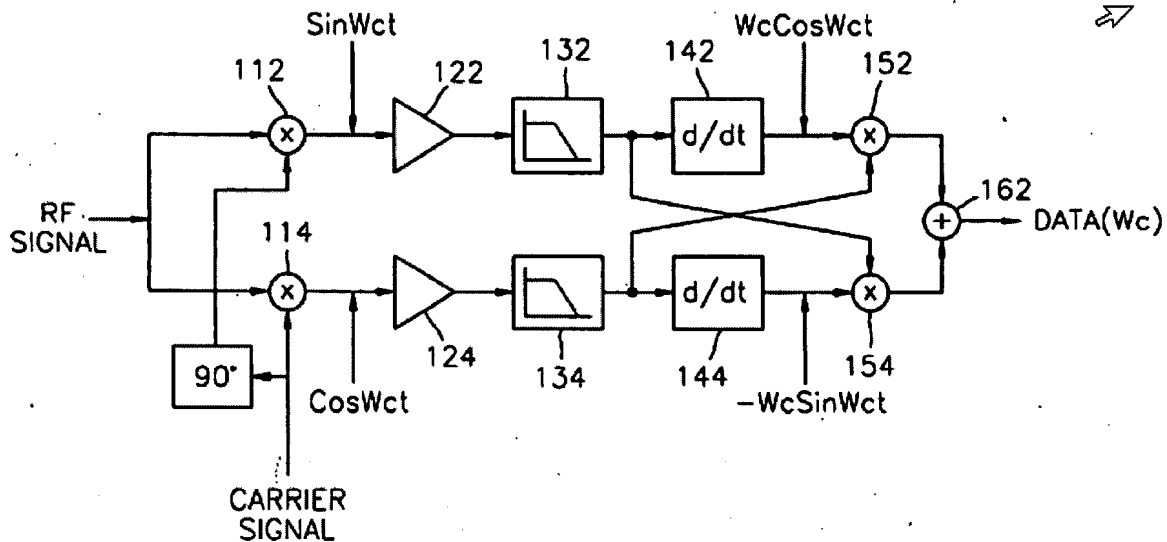 SinWct
WcCosWct
112
122
132
142
152
X
d/dt
X
RF
SIGNAL
162
+
DATA(Wc)
114
X
d/dt
X
90°
124
134
144
154
CosWct
-WcSinWct
CARRIER
SIGNAL